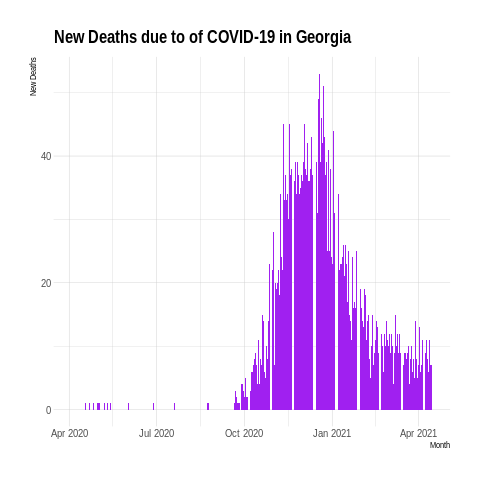 New Deaths due to of COVID-19 in Georgia
New Deaths
40
20
0
Apr 2020 Jul 2020 Oct 2020 Jan 2021 Apr 2021
Month